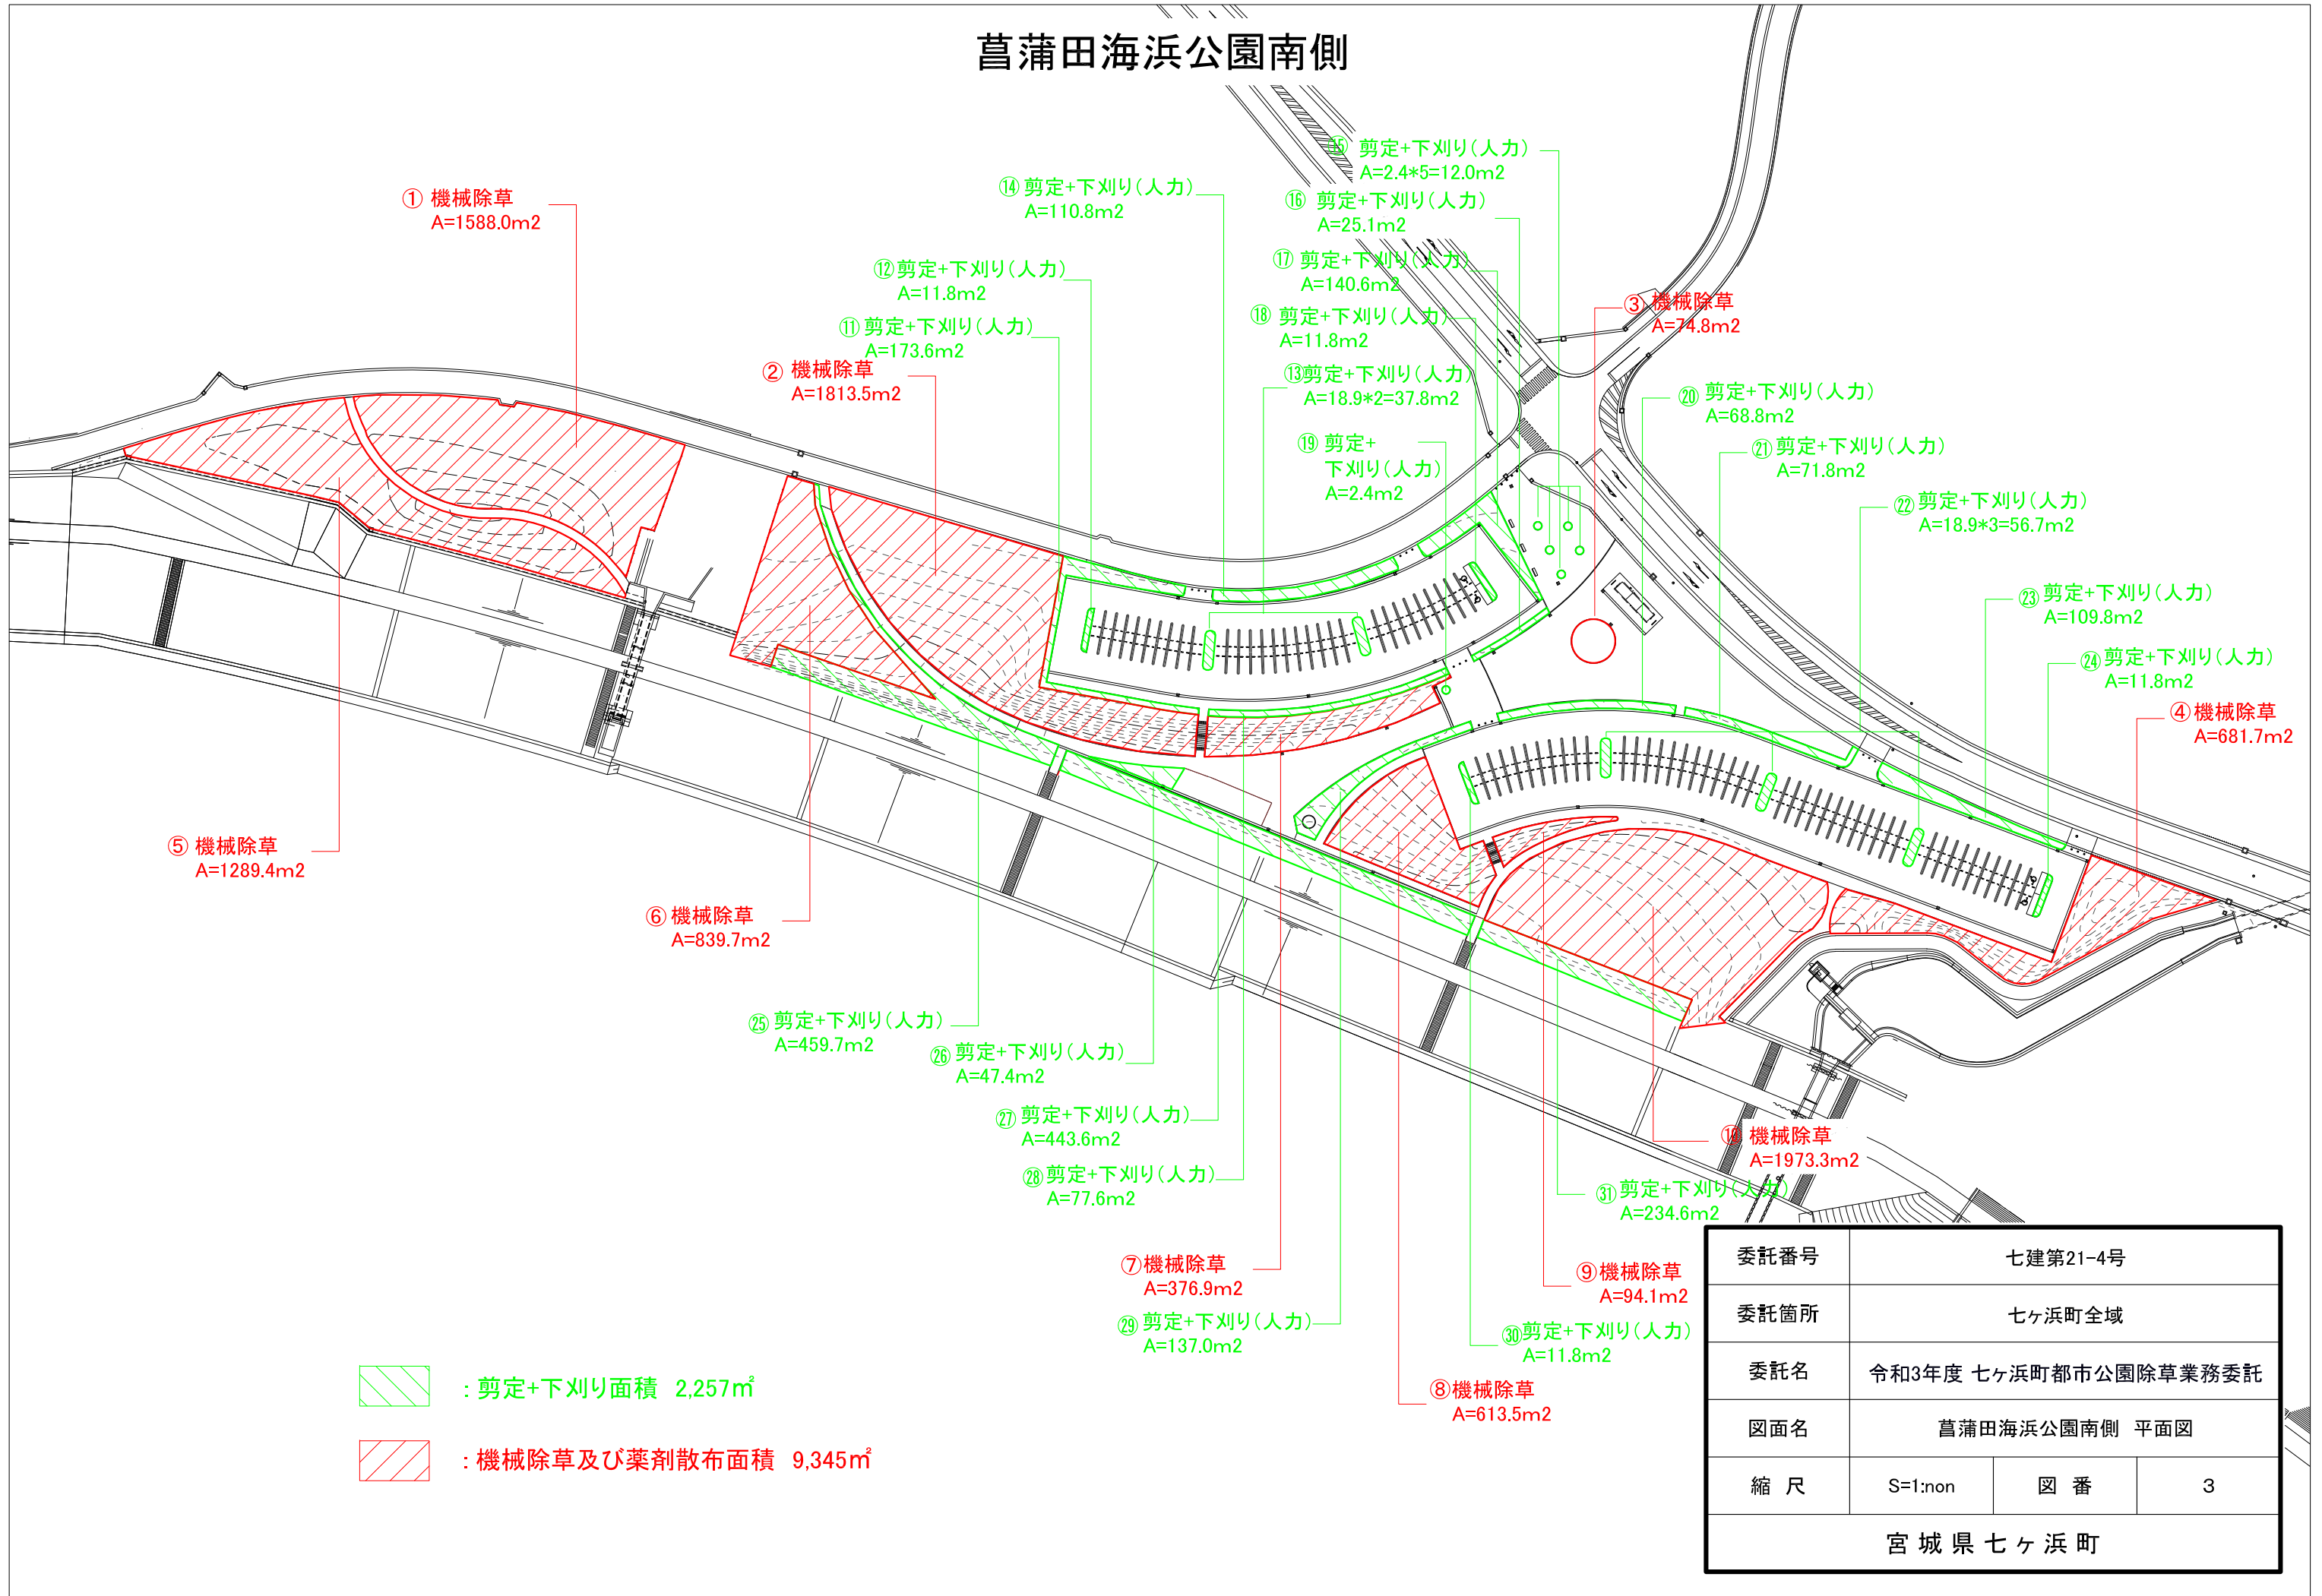 菖蒲田海浜公園南側
① 機械除草
A=1588.0m2
② 機械除草
A=1813.5m2
③ 機械除草
A=74.8m2
④ 機械除草
A=681.7m2
⑤ 機械除草
A=1289.4m2
⑥ 機械除草
A=839.7m2
⑦ 機械除草
A=376.9m2
⑧ 機械除草
A=613.5m2
⑨ 機械除草
A=94.1m2
⑩ 機械除草
A=1973.3m2
⑪ 剪定+下刈り(人力)
A=173.6m2
⑫ 剪定+下刈り(人力)
A=11.8m2
⑬ 剪定+下刈り(人力)
A=18.9*2=37.8m2
⑭ 剪定+下刈り(人力)
A=110.8m2
⑮ 剪定+下刈り(人力)
A=2.4*5=12.0m2
⑯ 剪定+下刈り(人力)
A=25.1m2
⑰ 剪定+下刈り(人力)
A=140.6m2
⑱ 剪定+下刈り(人力)
A=11.8m2
⑲ 剪定+
下刈り(人力)
A=2.4m2
⑳ 剪定+下刈り(人力)
A=68.8m2
㉑ 剪定+下刈り(人力)
A=71.8m2
㉒ 剪定+下刈り(人力)
A=18.9*3=56.7m2
㉓ 剪定+下刈り(人力)
A=109.8m2
㉔ 剪定+下刈り(人力)
A=11.8m2
㉕ 剪定+下刈り(人力)
A=459.7m2
㉖ 剪定+下刈り(人力)
A=47.4m2
㉗ 剪定+下刈り(人力)
A=443.6m2
㉘ 剪定+下刈り(人力)
A=77.6m2
㉙ 剪定+下刈り(人力)
A=137.0m2
㉚ 剪定+下刈り(人力)
A=11.8m2
㉛ 剪定+下刈り(人力)
A=234.6m2
：剪定+下刈り面積 2,257㎡
：機械除草及び薬剤散布面積 9,345㎡
委託番号 七建第21-4号
委託箇所 七ヶ浜町全域
委託名 令和3年度 七ヶ浜町都市公園除草業務委託
図面名 菖蒲田海浜公園南側 平面図
縮 尺 S=1:non 図 番 3
宮城県七ヶ浜町